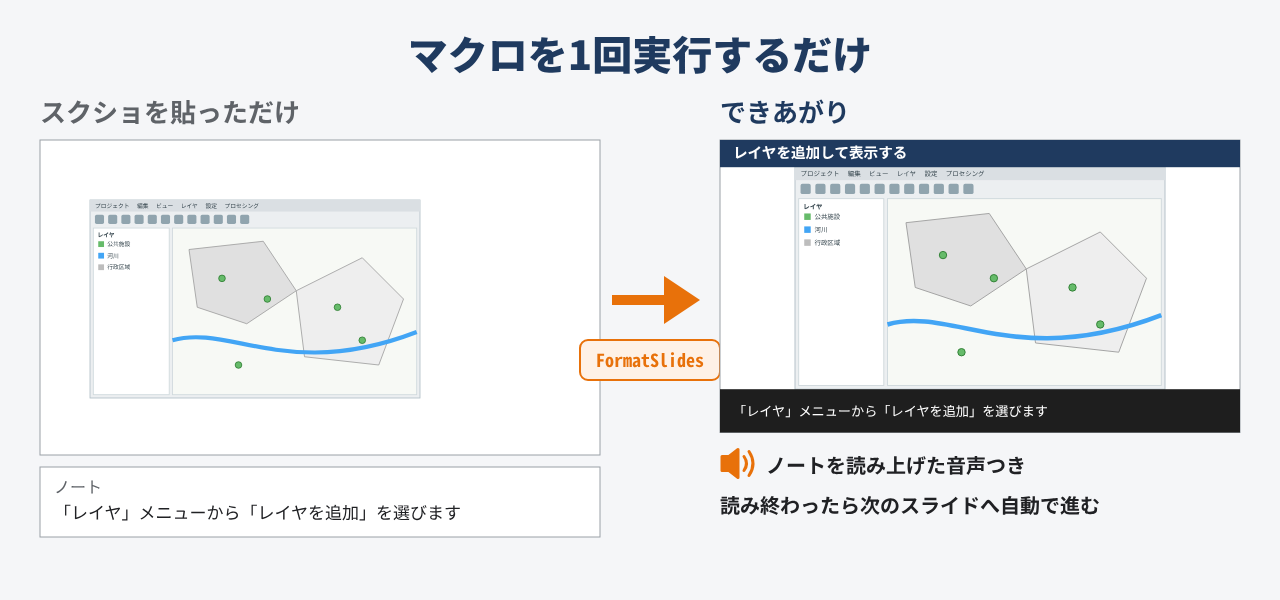 マクロを1回実行するだけ
スクショを貼っただけ
プロジェクト 編集 ビュー レイヤ 設定 プロセシング
レイヤ
公共施設
河川
行政区域
ノート
「レイヤ」メニューから「レイヤを追加」を選びます
FormatSlides
できあがり
レイヤを追加して表示する
プロジェクト 編集 ビュー レイヤ 設定 プロセシング
レイヤ
公共施設
河川
行政区域
「レイヤ」メニューから「レイヤを追加」を選びます
ノートを読み上げた音声つき
読み終わったら次のスライドへ自動で進む